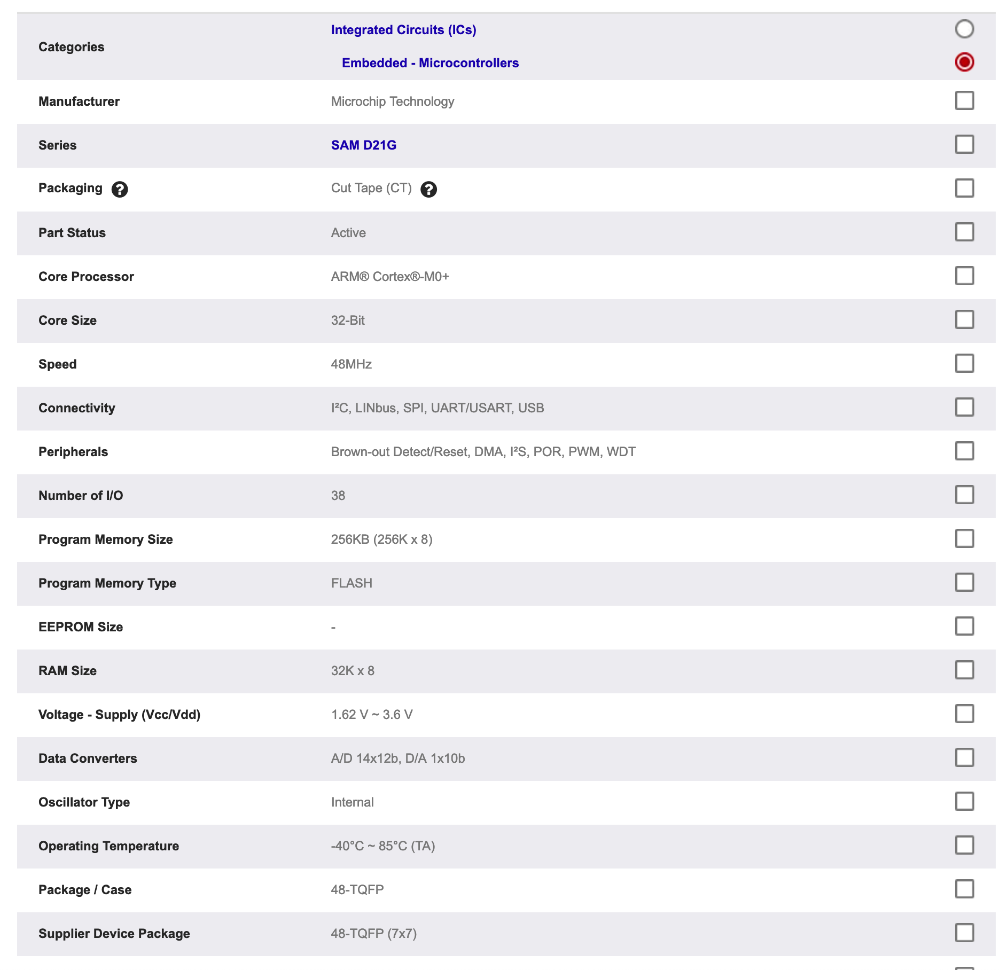 Categories
Integrated Circuits (ICs)
Embedded - Microcontrollers
Manufacturer Microchip Technology
Series SAM D21G
Packaging ? Cut Tape (CT) ?
Part Status Active
Core Processor ARM® Cortex®-M0+
Core Size 32-Bit
Speed 48MHz
Connectivity I²C, LINbus, SPI, UART/USART, USB
Peripherals Brown-out Detect/Reset, DMA, I²S, POR, PWM, WDT
Number of I/O 38
Program Memory Size 256KB (256K x 8)
Program Memory Type FLASH
EEPROM Size -
RAM Size 32K x 8
Voltage - Supply (Vcc/Vdd) 1.62 V ~ 3.6 V
Data Converters A/D 14x12b, D/A 1x10b
Oscillator Type Internal
Operating Temperature -40°C ~ 85°C (TA)
Package / Case 48-TQFP
Supplier Device Package 48-TQFP (7x7)